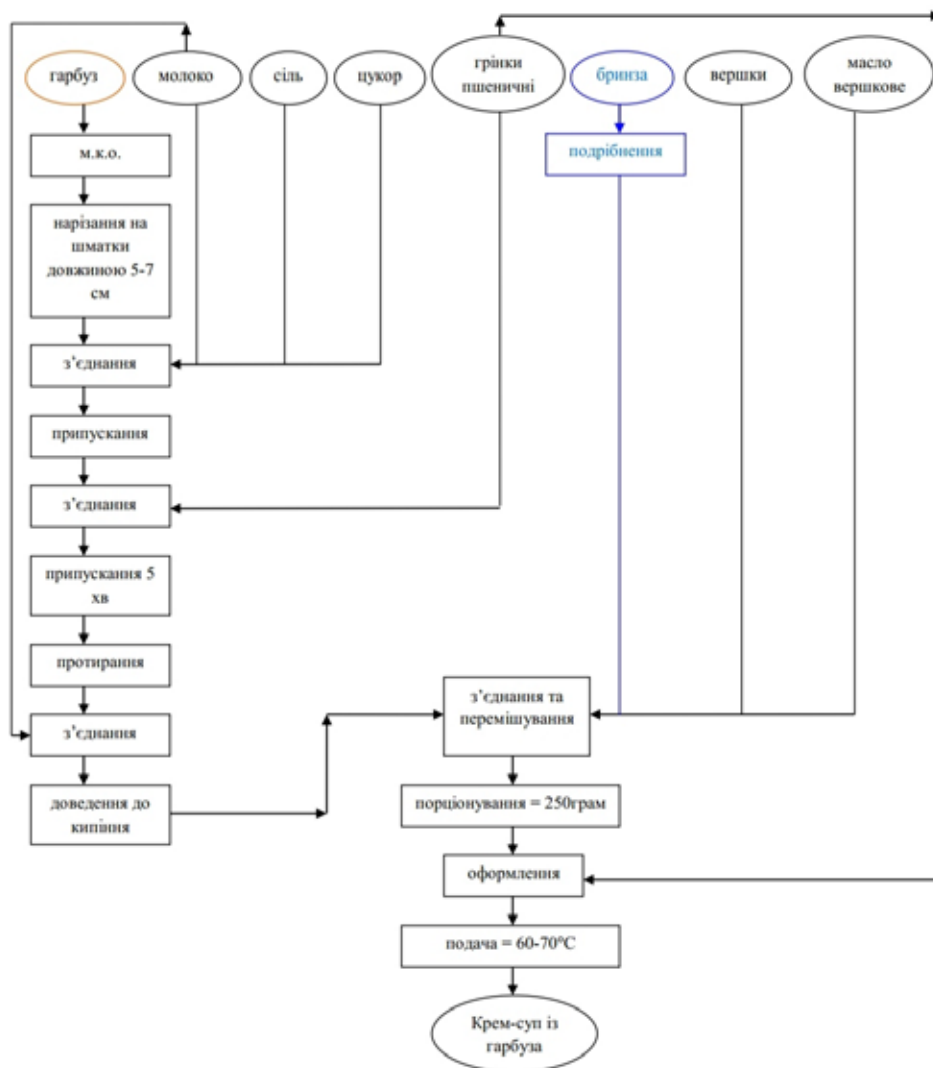 гарбуз
молоко
сіль
цукор
грінки
пшеничні
бринза
вершки
масло
вершкове
м.к.о.
подрібнення
нарізання на
шматки
довжиною 5-7
см
з’єднання
припускання
з’єднання
припускання 5
хв
протирання
з’єднання
доведення до
кипіння
з’єднання та
перемішування
порціонування = 250грам
оформлення
подача = 60-70°С
Крем-суп із
гарбуза